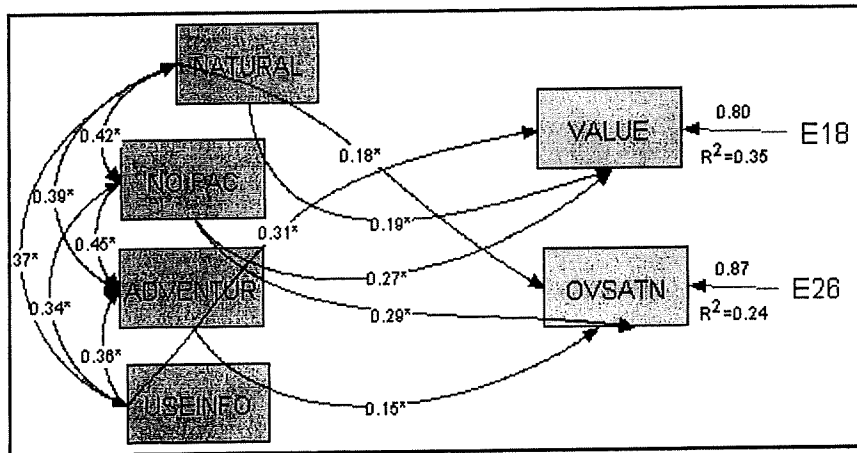 NATURAL
0.42*
NOIFAC
0.39*
0.45*
.37*
ADVENTUR
0.34*
0.36*
USEINFO
0.18*
0.31*
0.19*
0.27*
0.29*
0.15*
VALUE
0.80
R²=0.35
E18
OVSATN
0.87
R²=0.24
E26